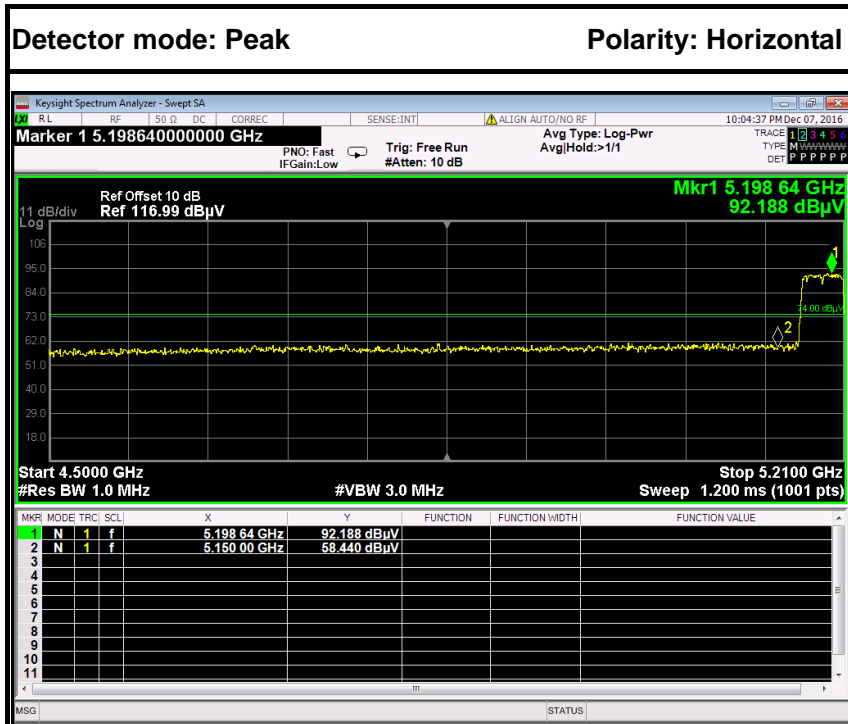 Detector mode: Peak Polarity: Horizontal
Keysight Spectrum Analyzer - Swept SA
RL RF 50 Ω DC CORREC SENSE:INT ALIGN AUTO/NO RF 10:04:37 PM Dec 07, 2016
Marker 1 5.198640000000 GHz
PNO: Fast
IFGain:Low
Trig: Free Run
#Atten: 10 dB
Avg Type: Log-Pwr
Avg|Hold:>1/1
TRACE 1 2 3 4 5 6
TYPE M WWWWW
DET P P P P P P
Mkr1 5.198 64 GHz
92.188 dBµV
Ref Offset 10 dB
11 dB/div Ref 116.99 dBµV
Log
106
95.0
84.0
73.0
62.0
51.0
40.0
29.0
18.0
1
74.00 dBµV
2
Start 4.5000 GHz Stop 5.2100 GHz
#Res BW 1.0 MHz #VBW 3.0 MHz Sweep 1.200 ms (1001 pts)
MKR MODE TRC SCL X Y FUNCTION FUNCTION WIDTH FUNCTION VALUE
1 N 1 f 5.198 64 GHz 92.188 dBµV
2 N 1 f 5.150 00 GHz 58.440 dBµV
3
4
5
6
7
8
9
10
11
MSG STATUS